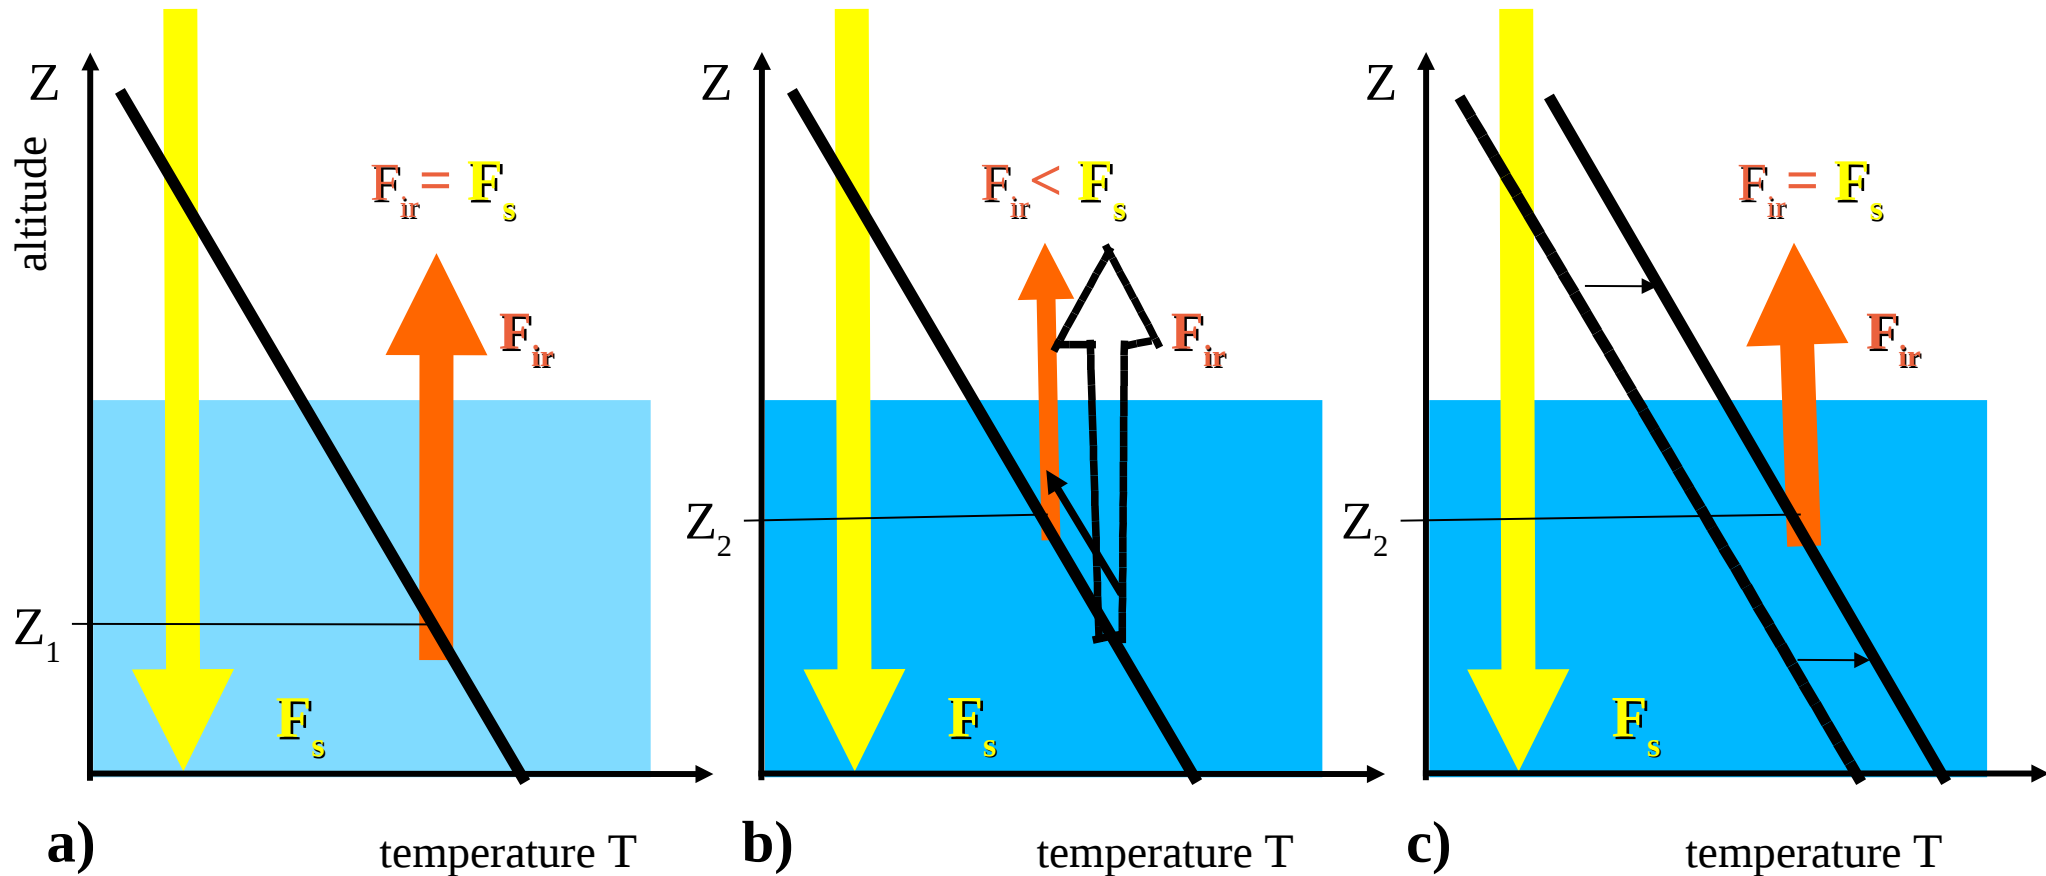 Z
altitude
F_ir = F_s
F_ir
Z_1
F_s
a)
temperature T
Z
F_ir < F_s
F_ir
Z_2
F_s
b)
temperature T
Z
F_ir = F_s
F_ir
Z_2
F_s
c)
temperature T